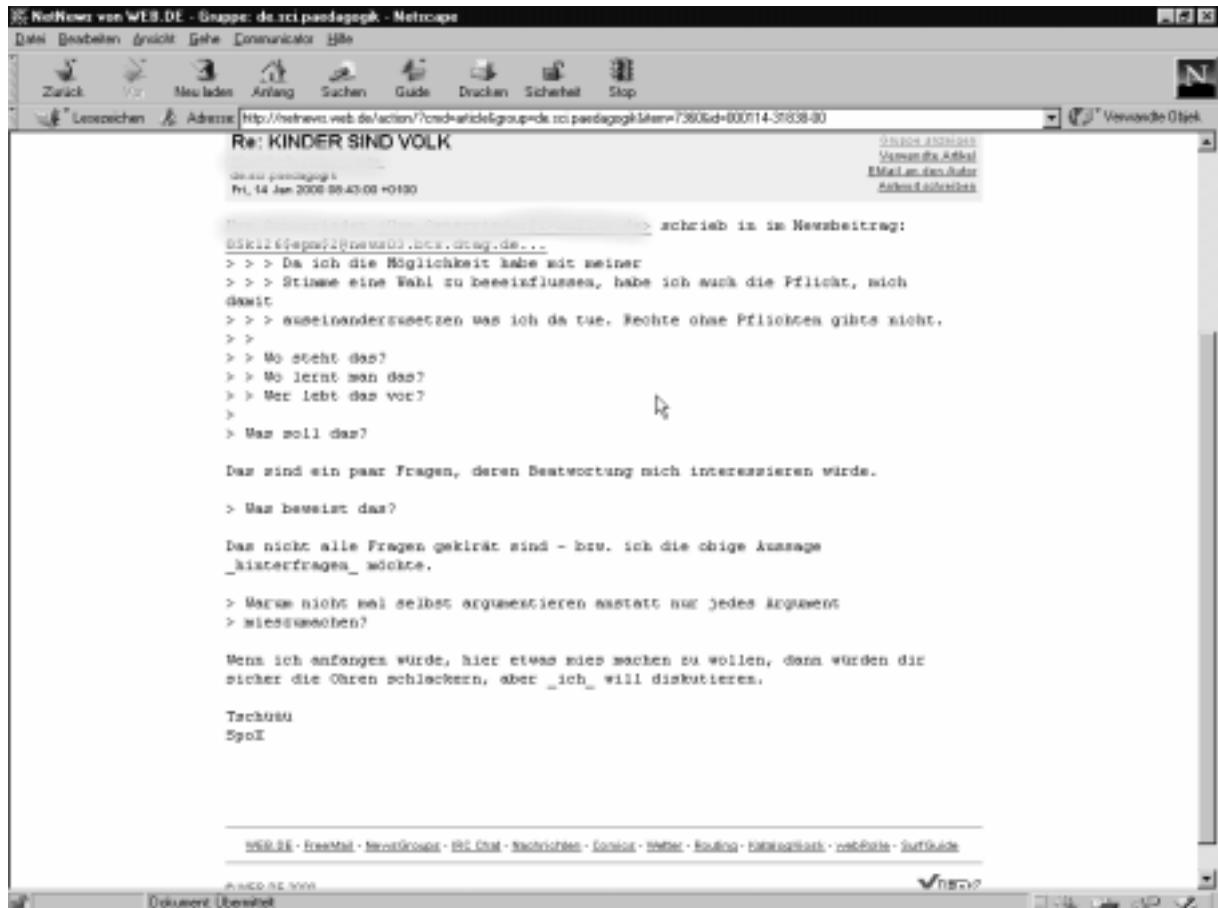 NetNews von WEB.DE - Gruppe: de.sci.paedagogik - Netscape
Datei Bearbeiten Ansicht Gehe Communicator Hilfe
Zurück Vor Neu laden Anfang Suchen Guide Drucken Sicherheit Stop
Lesezeichen Adresse http://netnews.web.de/action/?cmd=article&group=de.sci.paedagogik&item=7360&id=000114-31838-00 Verwandte Objek
Re: KINDER SIND VOLK
Gruppe anzeigen
Verwandte Artikel
EMail an den Autor
Antwort schreiben
de.sci.paedagogik
Fri, 14 Jan 2000 08:43:00 +0100
schrieb in im Newsbeitrag:
> > > Da ich die Möglichkeit habe mit meiner
> > > Stimme eine Wahl zu beeeinflussen, habe ich auch die Pflicht, mich
damit
> > > auseinanderzusetzen was ich da tue. Rechte ohne Pflichten gibts nicht.
> >
> > Wo steht das?
> > Wo lernt man das?
> > Wer lebt das vor?
>
> Was soll das?
Das sind ein paar Fragen, deren Beatwortung mich interessieren würde.
> Was beweist das?
Das nicht alle Fragen geklrät sind - bzw. ich die obige Aussage
_hinterfragen_ möchte.
> Warum nicht mal selbst argumentieren anstatt nur jedes Argument
> mieszumachen?
Wenn ich anfangen würde, hier etwas mies machen zu wollen, dann würden dir
sicher die Ohren schlackern, aber _ich_ will diskutieren.
Tschüüü
SpoX
WEB.DE - FreeMail - NewsGroups - IRC Chat - Nachrichten - Comics - Wetter - Routing - KatalogKiosk - webRolle - SurfGuide
Dokument: Übermittelt